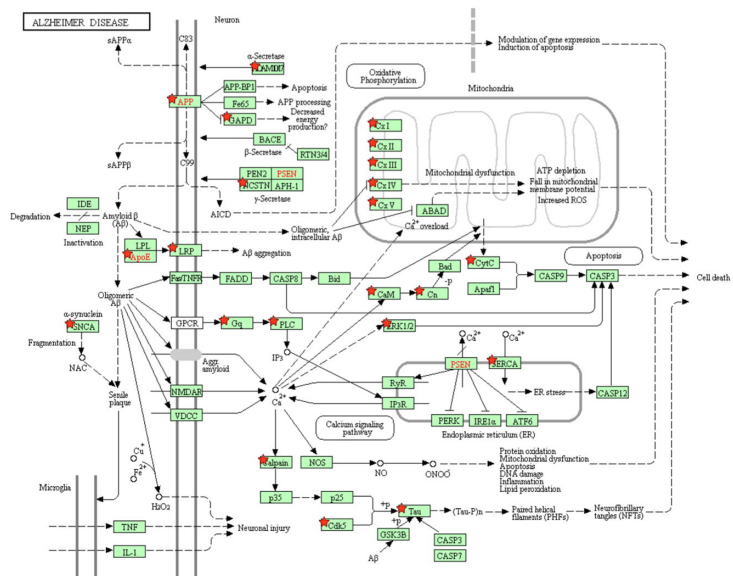 ALZHEIMER DISEASE
Neuron
sAPPα
C83
α-Secretase
ADAM10/17
Modulation of gene expression
Induction of apoptosis
Oxidative
Phosphorylation
Mitochondria
APP
APP-BP1
Apoptosis
Fe65
APP processing
GAPD
Decreased
energy
production?
BACE
β-Secretase
RTN3/4
sAPPβ
C99
PEN2
PSEN
NCSTN
APH-1
γ-Secretase
AICD
Cx I
Cx II
Cx III
Cx IV
Cx V
Mitochondrial dysfunction
ATP depletion
Fall in mitochondrial
membrane potential
Increased ROS
ABAD
Ca2+ overload
IDE
Degradation
NEP
Inactivation
Amyloid β
(Aβ)
Oligomeric,
intracellular Aβ
LPL
ApoE
LRP
Aβ aggregation
Apoptosis
Fas/TNFR
FADD
CASP8
Bid
Bad
-p
CytC
Apaf1
CASP9
CASP3
Cell death
Oligomeric
Aβ
CaM
Cn
α-synuclein
SNCA
Fragmentation
NAC
GPCR
Gq
PLC
ERK1/2
IP3
Aggr.
amyloid
Ca2+
Ca2+
PSEN
SERCA
RyR
IP3R
ER stress
CASP12
Senile
plaque
NMDAR
VDCC
Ca2+
PERK
IRE1α
ATF6
Endoplasmic reticulum (ER)
Calcium signaling
pathway
Cu+
Fe2+
H2O2
Calpain
NOS
NO
ONOO-
Protein oxidation
Mitochondrial dysfunction
Apoptosis
DNA damage
Inflammation
Lipid peroxidation
Microglia
p35
p25
Cdk5
+p
Tau
+p
(Tau-P)n
Paired helical
filaments (PHFs)
Neurofibrillary
tangles (NFTs)
TNF
IL-1
Neuronal injury
GSK3B
Aβ
CASP3
CASP7